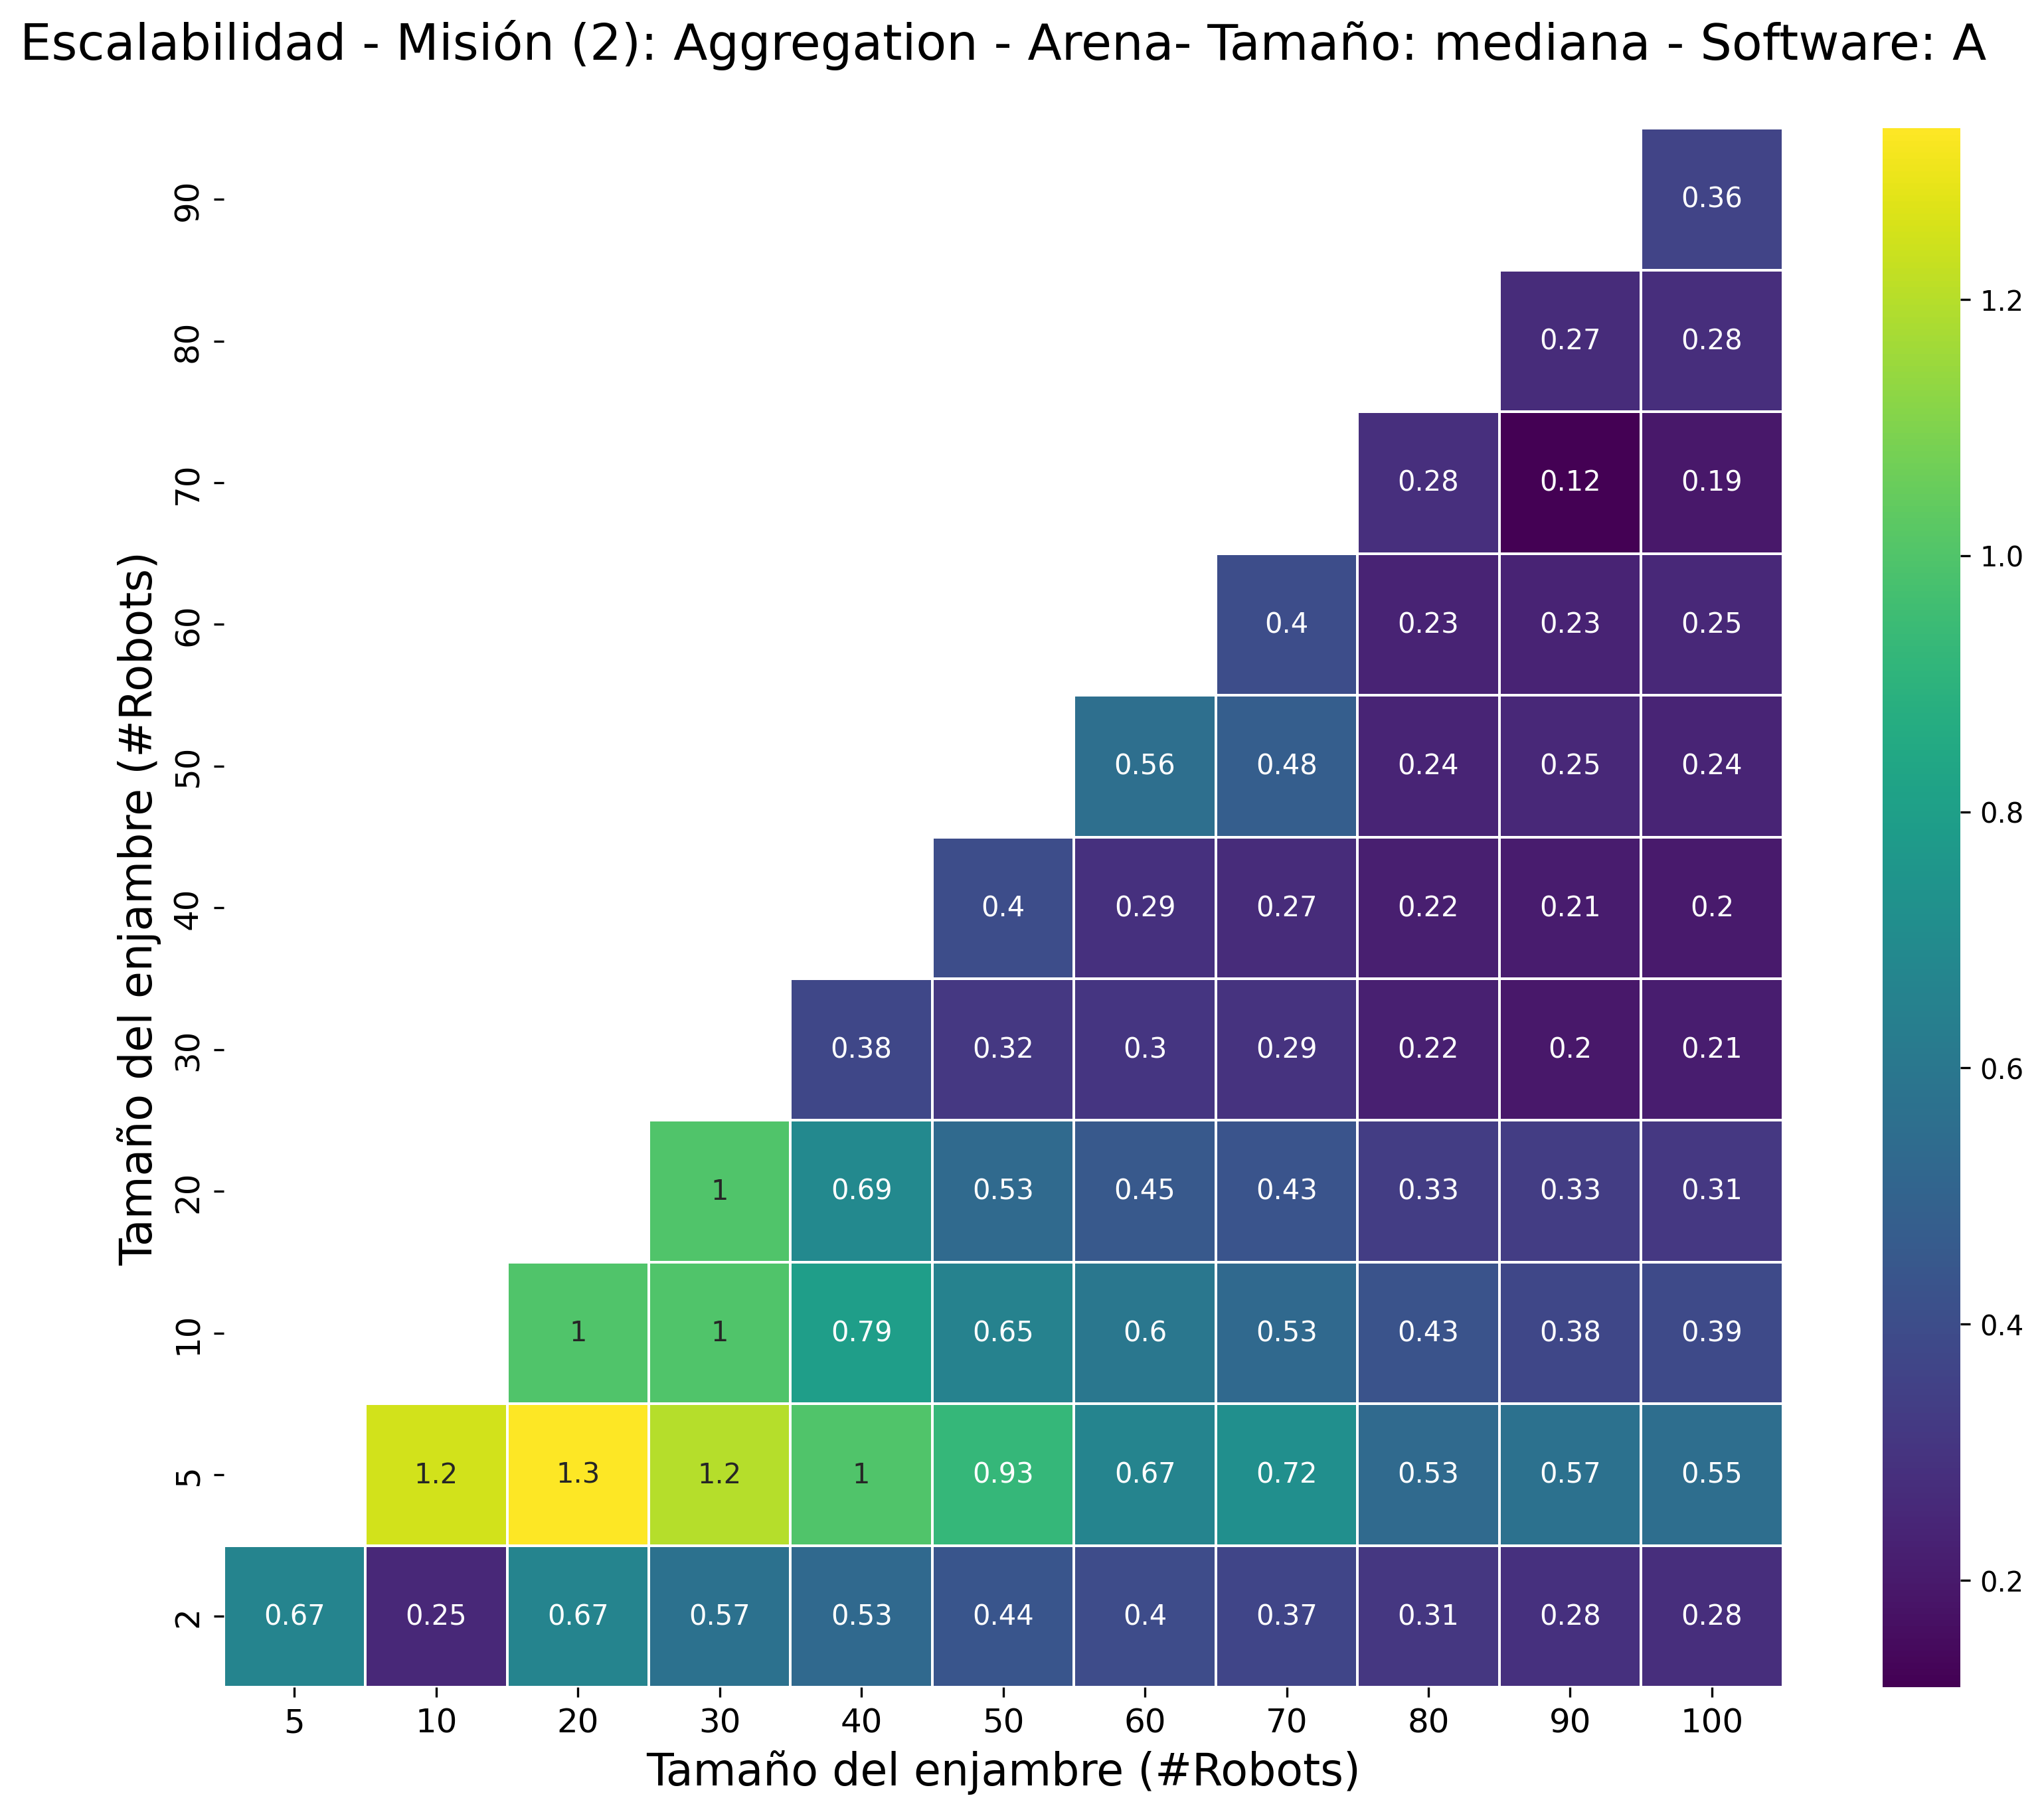 Escalabilidad - Misión (2): Aggregation - Arena- Tamaño: mediana - Software: A
90 0.36
80 0.27 0.28
70 0.28 0.12 0.19
60 0.4 0.23 0.23 0.25
50 0.56 0.48 0.24 0.25 0.24
40 0.4 0.29 0.27 0.22 0.21 0.2
30 0.38 0.32 0.3 0.29 0.22 0.2 0.21
20 1 0.69 0.53 0.45 0.43 0.33 0.33 0.31
10 1 1 0.79 0.65 0.6 0.53 0.43 0.38 0.39
5 1.2 1.3 1.2 1 0.93 0.67 0.72 0.53 0.57 0.55
2 0.67 0.25 0.67 0.57 0.53 0.44 0.4 0.37 0.31 0.28 0.28
5 10 20 30 40 50 60 70 80 90 100
Tamaño del enjambre (#Robots)
Tamaño del enjambre (#Robots)
1.2
1.0
0.8
0.6
0.4
0.2